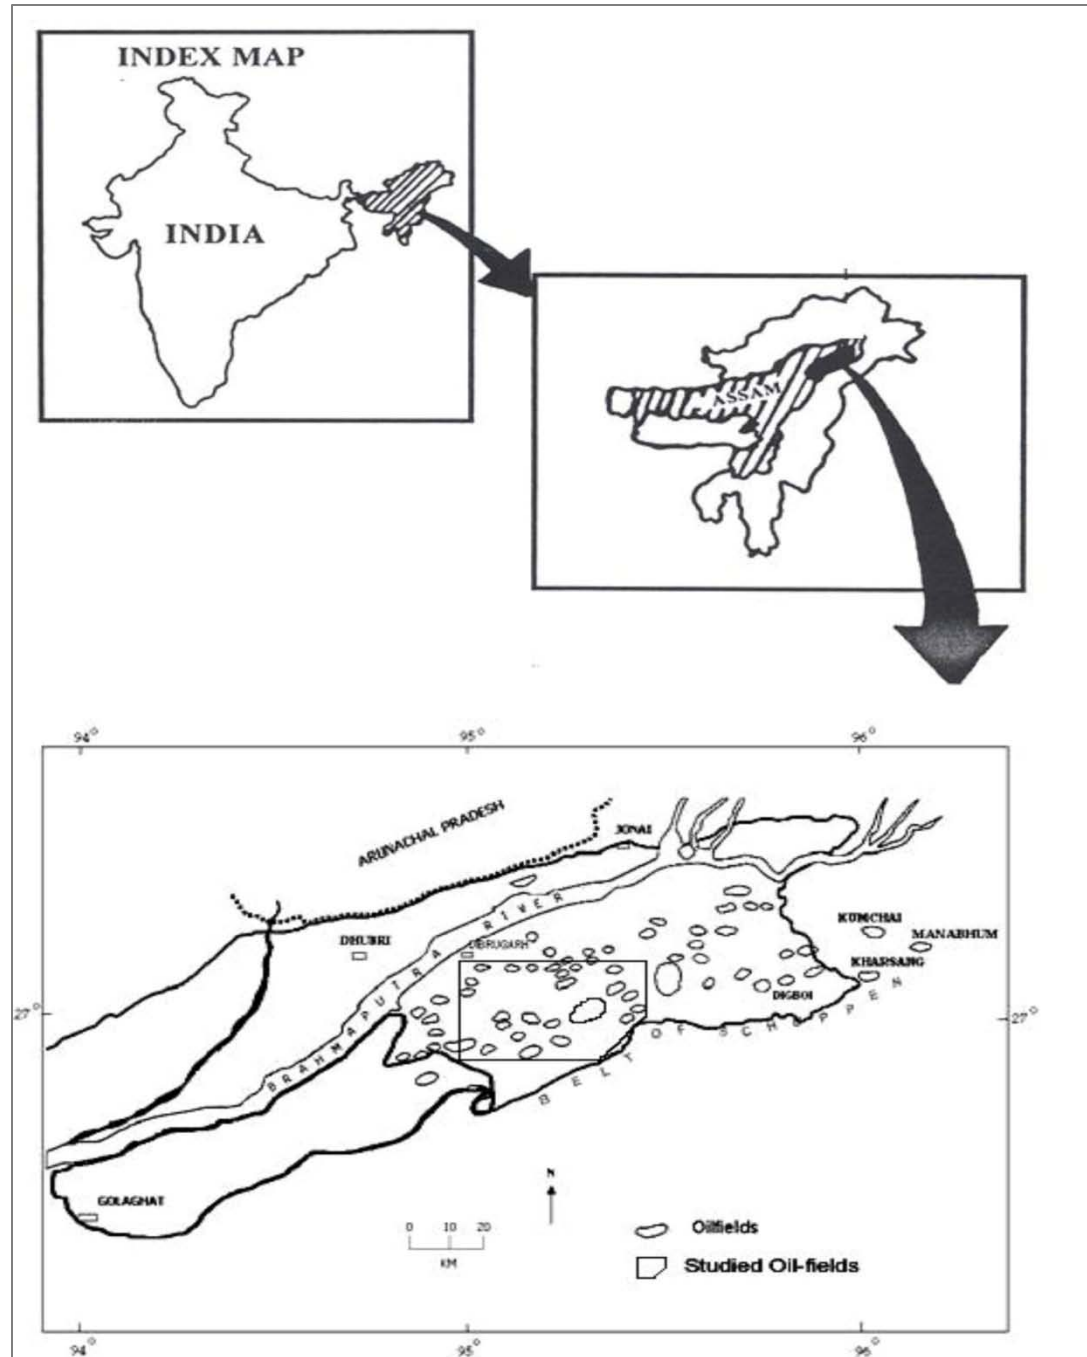 INDEX MAP
INDIA
ASSAM
94°
95°
96°
ARUNACHAL PRADESH
JONAI
BRAHMAPUTRA RIVER
DHUBRI
DIBRUGARH
KUMCHAI
MANABHUM
KHARSANG
DIGBOI
27°
27°
BELT OF SCHUPPEN
GOLAGHAT
N
0 10 20
KM
Oilfields
Studied Oil-fields
94°
95°
96°